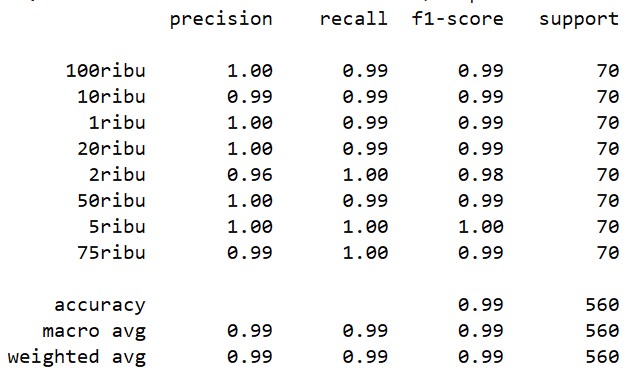 precision recall f1-score support
100ribu 1.00 0.99 0.99 70
10ribu 0.99 0.99 0.99 70
1ribu 1.00 0.99 0.99 70
20ribu 1.00 0.99 0.99 70
2ribu 0.96 1.00 0.98 70
50ribu 1.00 0.99 0.99 70
5ribu 1.00 1.00 1.00 70
75ribu 0.99 1.00 0.99 70
accuracy 0.99 560
macro avg 0.99 0.99 0.99 560
weighted avg 0.99 0.99 0.99 560